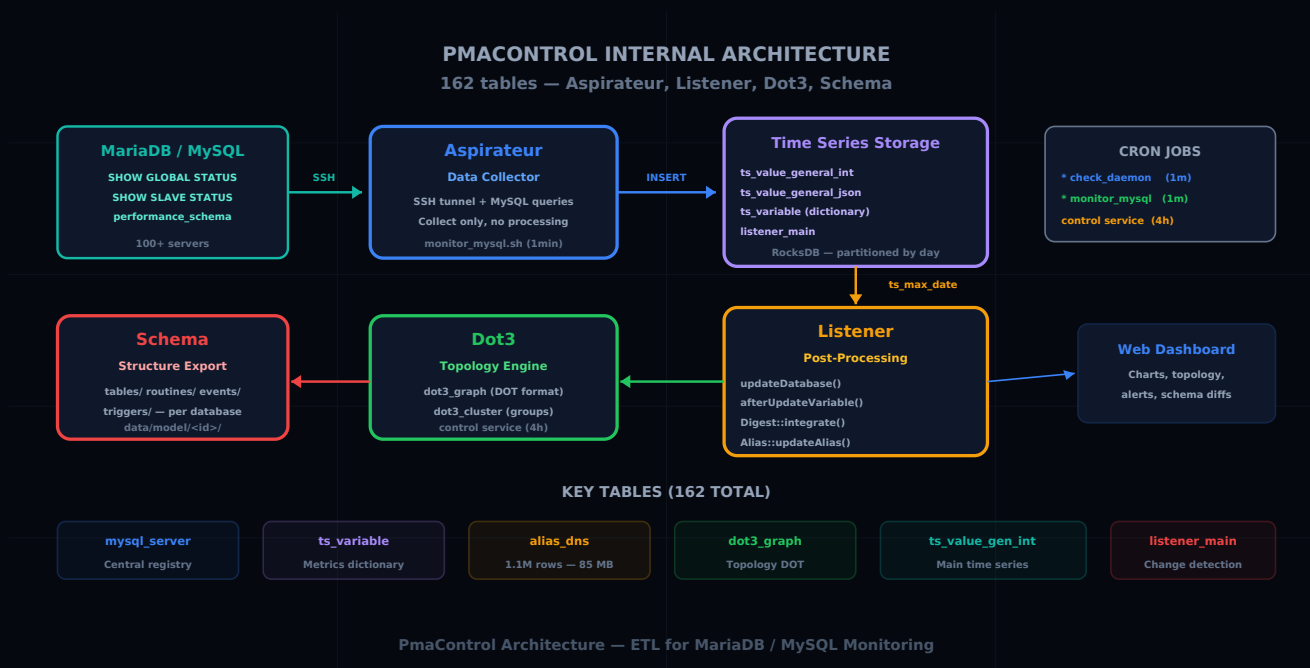 PMACONTROL INTERNAL ARCHITECTURE
162 tables — Aspirateur, Listener, Dot3, Schema
MariaDB / MySQL
SHOW GLOBAL STATUS
SHOW SLAVE STATUS
performance_schema
100+ servers
SSH
Aspirateur
Data Collector
SSH tunnel + MySQL queries
Collect only, no processing
monitor_mysql.sh (1min)
INSERT
Time Series Storage
ts_value_general_int
ts_value_general_json
ts_variable (dictionary)
listener_main
RocksDB — partitioned by day
CRON JOBS
* check_daemon (1m)
* monitor_mysql (1m)
control service (4h)
ts_max_date
Schema
Structure Export
tables/ routines/ events/
triggers/ — per database
data/model/<id>/
Dot3
Topology Engine
dot3_graph (DOT format)
dot3_cluster (groups)
control service (4h)
Listener
Post-Processing
updateDatabase()
afterUpdateVariable()
Digest::integrate()
Alias::updateAlias()
Web Dashboard
Charts, topology,
alerts, schema diffs
KEY TABLES (162 TOTAL)
mysql_server
Central registry
ts_variable
Metrics dictionary
alias_dns
1.1M rows — 85 MB
dot3_graph
Topology DOT
ts_value_gen_int
Main time series
listener_main
Change detection
PmaControl Architecture — ETL for MariaDB / MySQL Monitoring